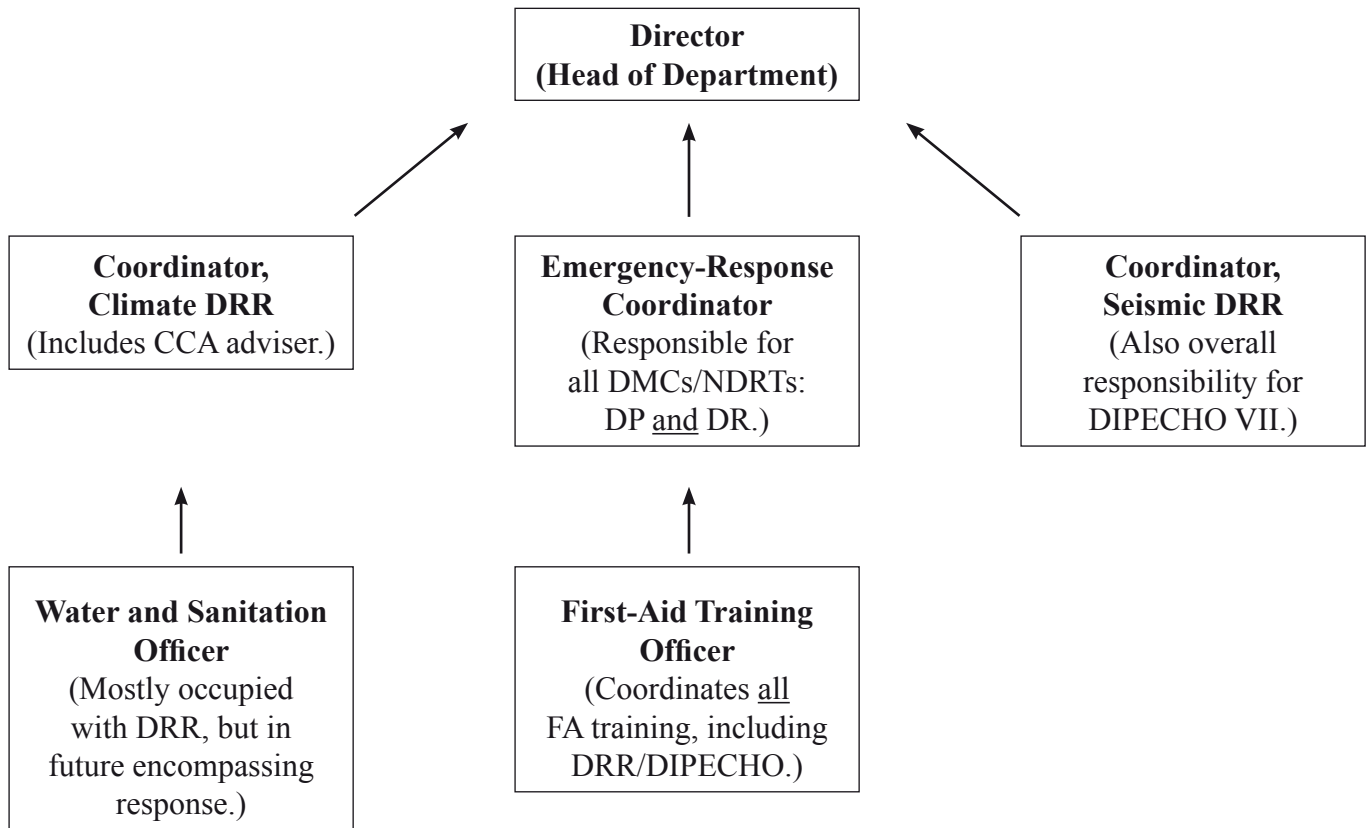 Director
(Head of Department)
Coordinator,
Climate DRR
(Includes CCA adviser.)
Emergency-Response
Coordinator
(Responsible for
all DMCs/NDRTs:
DP and DR.)
Coordinator,
Seismic DRR
(Also overall
responsibility for
DIPECHO VII.)
Water and Sanitation
Officer
(Mostly occupied
with DRR, but in
future encompassing
response.)
First-Aid Training
Officer
(Coordinates all
FA training, including
DRR/DIPECHO.)